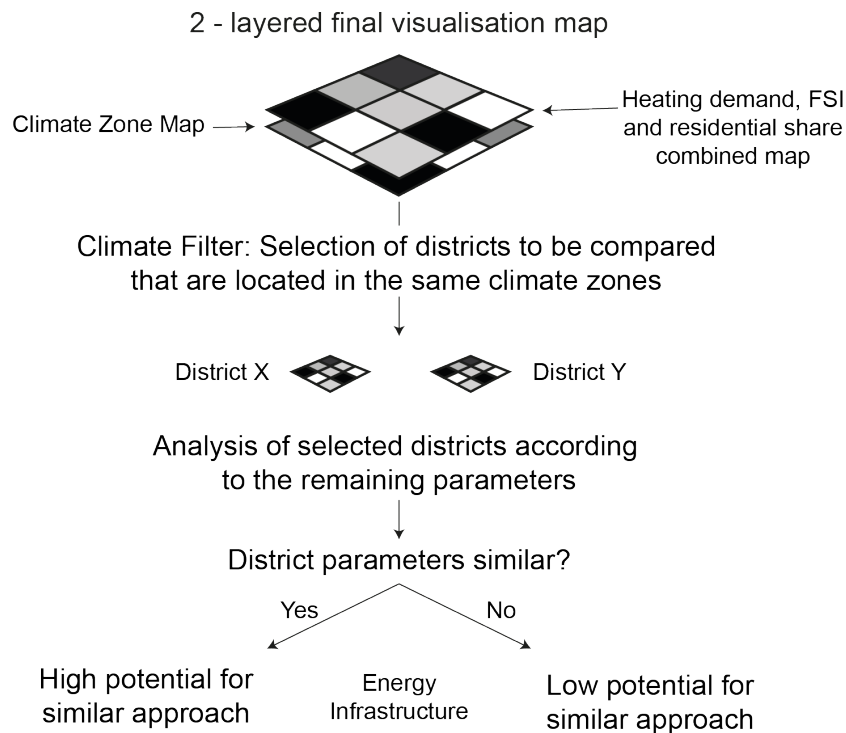 2 - layered final visualisation map
Climate Zone Map
Heating demand, FSI
and residential share
combined map
Climate Filter: Selection of districts to be compared
that are located in the same climate zones
District X
District Y
Analysis of selected districts according
to the remaining parameters
District parameters similar?
Yes
No
High potential for
similar approach
Energy
Infrastructure
Low potential for
similar approach